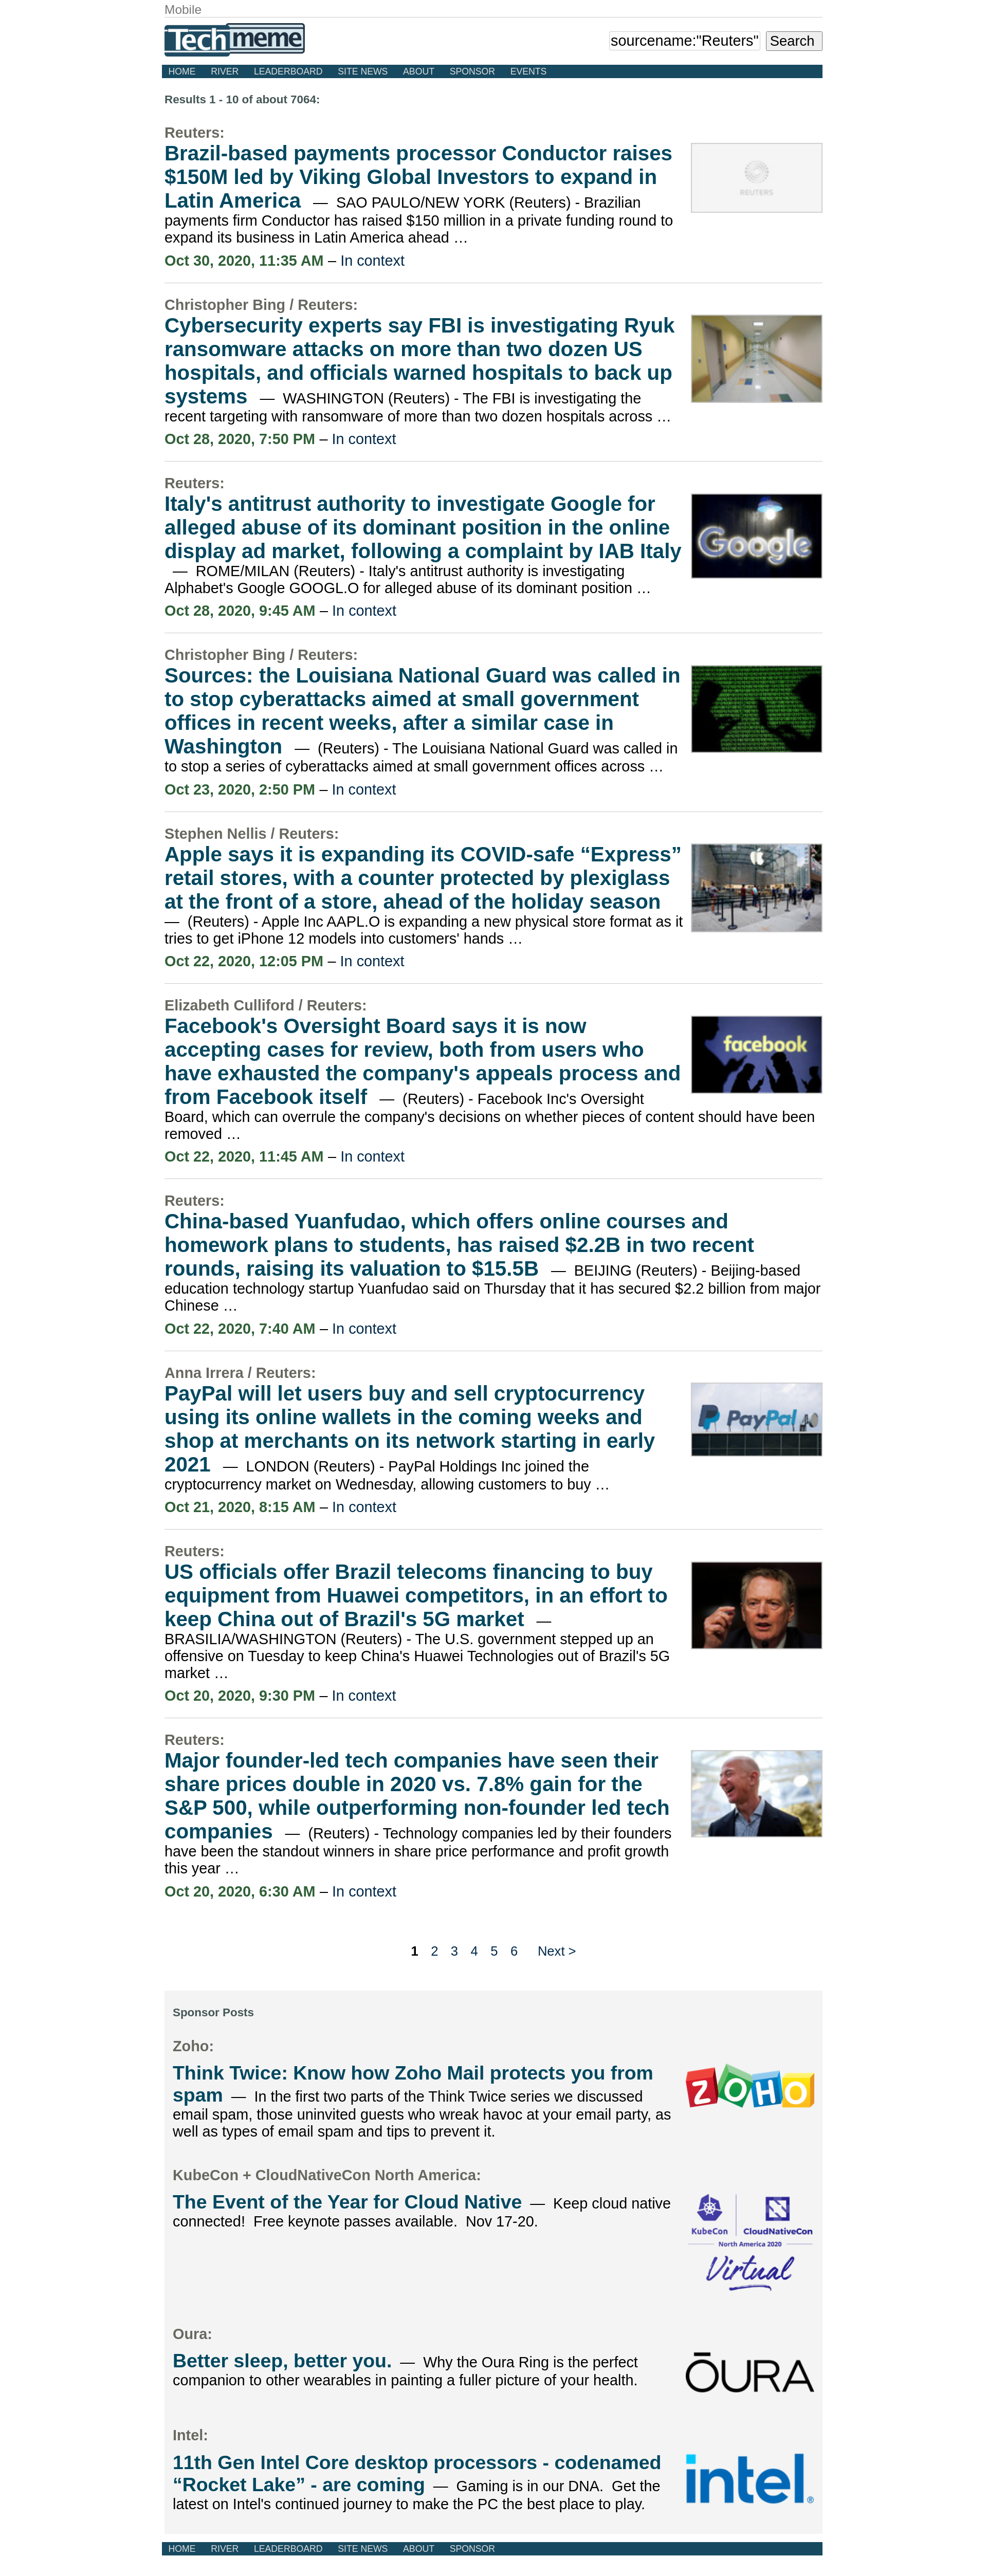 Mobile
Techmeme
sourcename:"Reuters" Search
HOME RIVER LEADERBOARD SITE NEWS ABOUT SPONSOR EVENTS
Results 1 - 10 of about 7064:
Reuters:
Brazil-based payments processor Conductor raises
$150M led by Viking Global Investors to expand in
Latin America — SAO PAULO/NEW YORK (Reuters) - Brazilian
payments firm Conductor has raised $150 million in a private funding round to
expand its business in Latin America ahead …
Oct 30, 2020, 11:35 AM – In context
REUTERS
Christopher Bing / Reuters:
Cybersecurity experts say FBI is investigating Ryuk
ransomware attacks on more than two dozen US
hospitals, and officials warned hospitals to back up
systems — WASHINGTON (Reuters) - The FBI is investigating the
recent targeting with ransomware of more than two dozen hospitals across …
Oct 28, 2020, 7:50 PM – In context
Reuters:
Italy's antitrust authority to investigate Google for
alleged abuse of its dominant position in the online
display ad market, following a complaint by IAB Italy
— ROME/MILAN (Reuters) - Italy's antitrust authority is investigating
Alphabet's Google GOOGL.O for alleged abuse of its dominant position …
Oct 28, 2020, 9:45 AM – In context
Google
Christopher Bing / Reuters:
Sources: the Louisiana National Guard was called in
to stop cyberattacks aimed at small government
offices in recent weeks, after a similar case in
Washington — (Reuters) - The Louisiana National Guard was called in
to stop a series of cyberattacks aimed at small government offices across …
Oct 23, 2020, 2:50 PM – In context
Stephen Nellis / Reuters:
Apple says it is expanding its COVID-safe “Express”
retail stores, with a counter protected by plexiglass
at the front of a store, ahead of the holiday season
— (Reuters) - Apple Inc AAPL.O is expanding a new physical store format as it
tries to get iPhone 12 models into customers' hands …
Oct 22, 2020, 12:05 PM – In context
Elizabeth Culliford / Reuters:
Facebook's Oversight Board says it is now
accepting cases for review, both from users who
have exhausted the company's appeals process and
from Facebook itself — (Reuters) - Facebook Inc's Oversight
Board, which can overrule the company's decisions on whether pieces of content should have been
removed …
Oct 22, 2020, 11:45 AM – In context
facebook
Reuters:
China-based Yuanfudao, which offers online courses and
homework plans to students, has raised $2.2B in two recent
rounds, raising its valuation to $15.5B — BEIJING (Reuters) - Beijing-based
education technology startup Yuanfudao said on Thursday that it has secured $2.2 billion from major
Chinese …
Oct 22, 2020, 7:40 AM – In context
Anna Irrera / Reuters:
PayPal will let users buy and sell cryptocurrency
using its online wallets in the coming weeks and
shop at merchants on its network starting in early
2021 — LONDON (Reuters) - PayPal Holdings Inc joined the
cryptocurrency market on Wednesday, allowing customers to buy …
Oct 21, 2020, 8:15 AM – In context
PayPal
Reuters:
US officials offer Brazil telecoms financing to buy
equipment from Huawei competitors, in an effort to
keep China out of Brazil's 5G market —
BRASILIA/WASHINGTON (Reuters) - The U.S. government stepped up an
offensive on Tuesday to keep China's Huawei Technologies out of Brazil's 5G
market …
Oct 20, 2020, 9:30 PM – In context
Reuters:
Major founder-led tech companies have seen their
share prices double in 2020 vs. 7.8% gain for the
S&P 500, while outperforming non-founder led tech
companies — (Reuters) - Technology companies led by their founders
have been the standout winners in share price performance and profit growth
this year …
Oct 20, 2020, 6:30 AM – In context
1 2 3 4 5 6 Next >
Sponsor Posts
Zoho:
Think Twice: Know how Zoho Mail protects you from
spam — In the first two parts of the Think Twice series we discussed
email spam, those uninvited guests who wreak havoc at your email party, as
well as types of email spam and tips to prevent it.
ZOHO
KubeCon + CloudNativeCon North America:
The Event of the Year for Cloud Native — Keep cloud native
connected! Free keynote passes available. Nov 17-20.
KubeCon CloudNativeCon
North America 2020
Virtual
Oura:
Better sleep, better you. — Why the Oura Ring is the perfect
companion to other wearables in painting a fuller picture of your health.
ŌURA
Intel:
11th Gen Intel Core desktop processors - codenamed
“Rocket Lake” - are coming — Gaming is in our DNA. Get the
latest on Intel's continued journey to make the PC the best place to play.
intel®
HOME RIVER LEADERBOARD SITE NEWS ABOUT SPONSOR